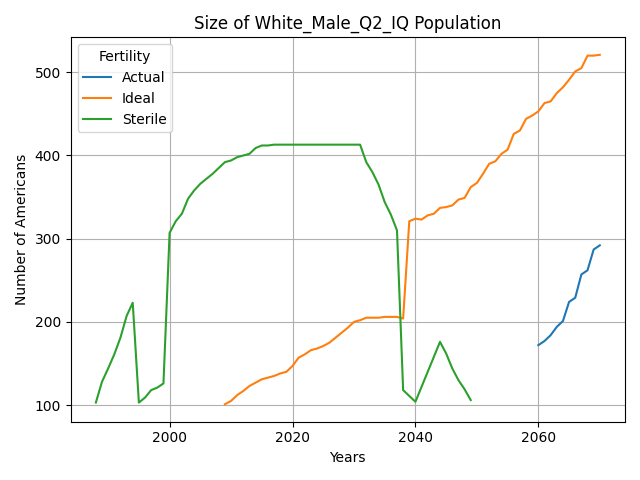 Size of White_Male_Q2_IQ Population
Fertility
Actual
Ideal
Sterile
Number of Americans
500
400
300
200
100
2000
2020
2040
2060
Years